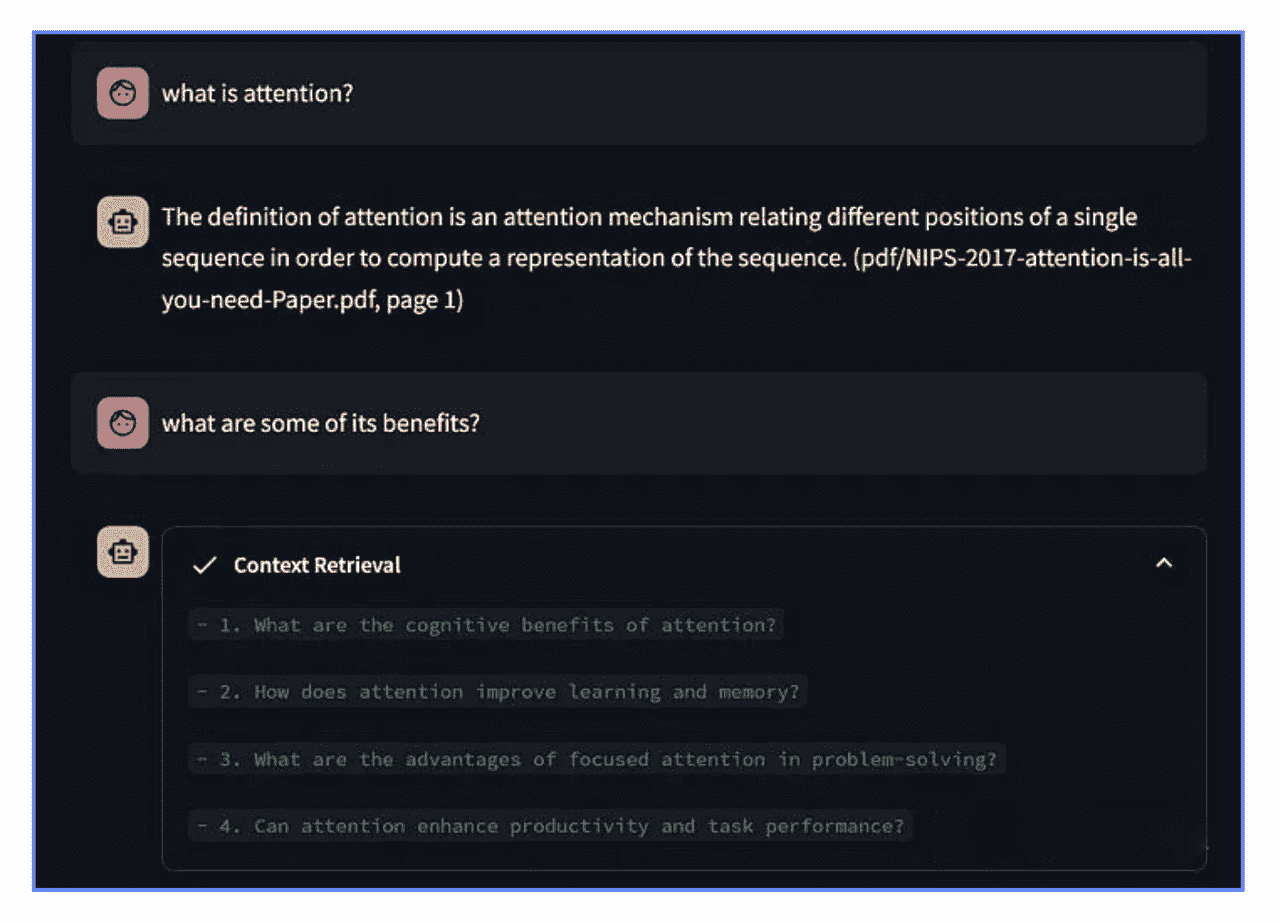 what is attention?
The definition of attention is an attention mechanism relating different positions of a single
sequence in order to compute a representation of the sequence. (pdf/NIPS-2017-attention-is-all-
you-need-Paper.pdf, page 1)
what are some of its benefits?
Context Retrieval
- 1. What are the cognitive benefits of attention?
- 2. How does attention improve learning and memory?
- 3. What are the advantages of focused attention in problem-solving?
- 4. Can attention enhance productivity and task performance?